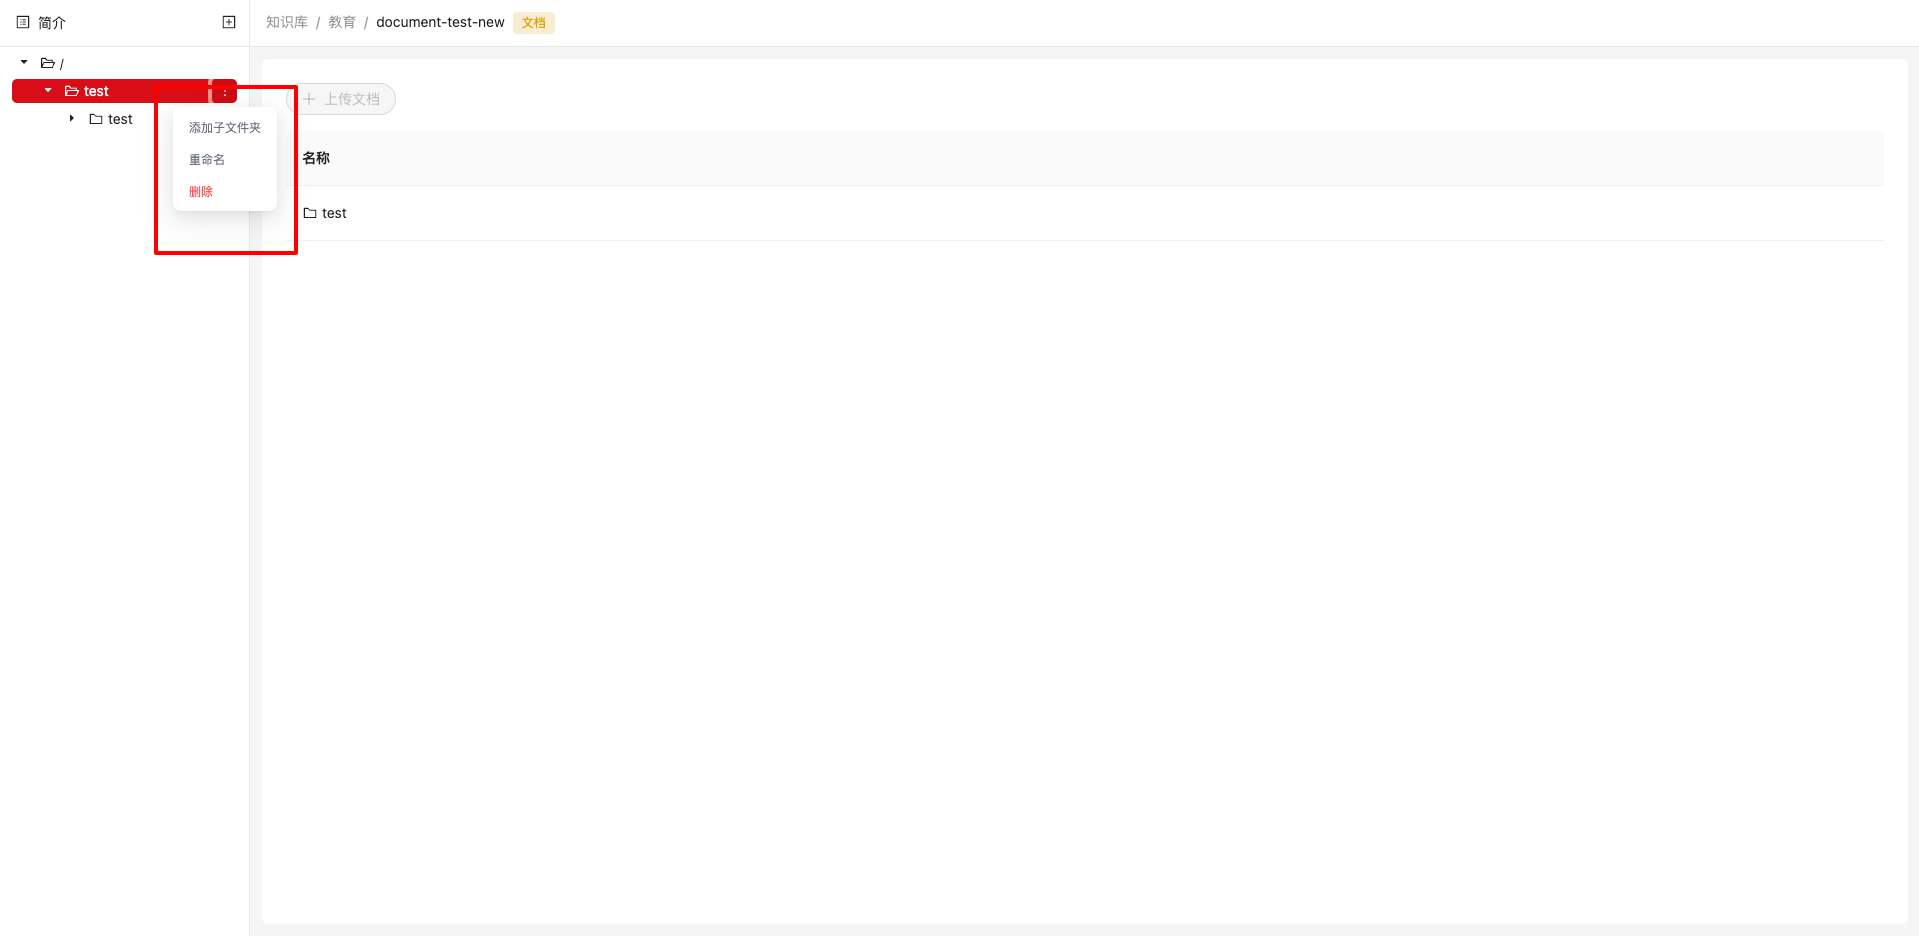 简介
知识库 / 教育 / document-test-new 文档
/
test
test
添加子文件夹
重命名
删除
上传文档
名称
test